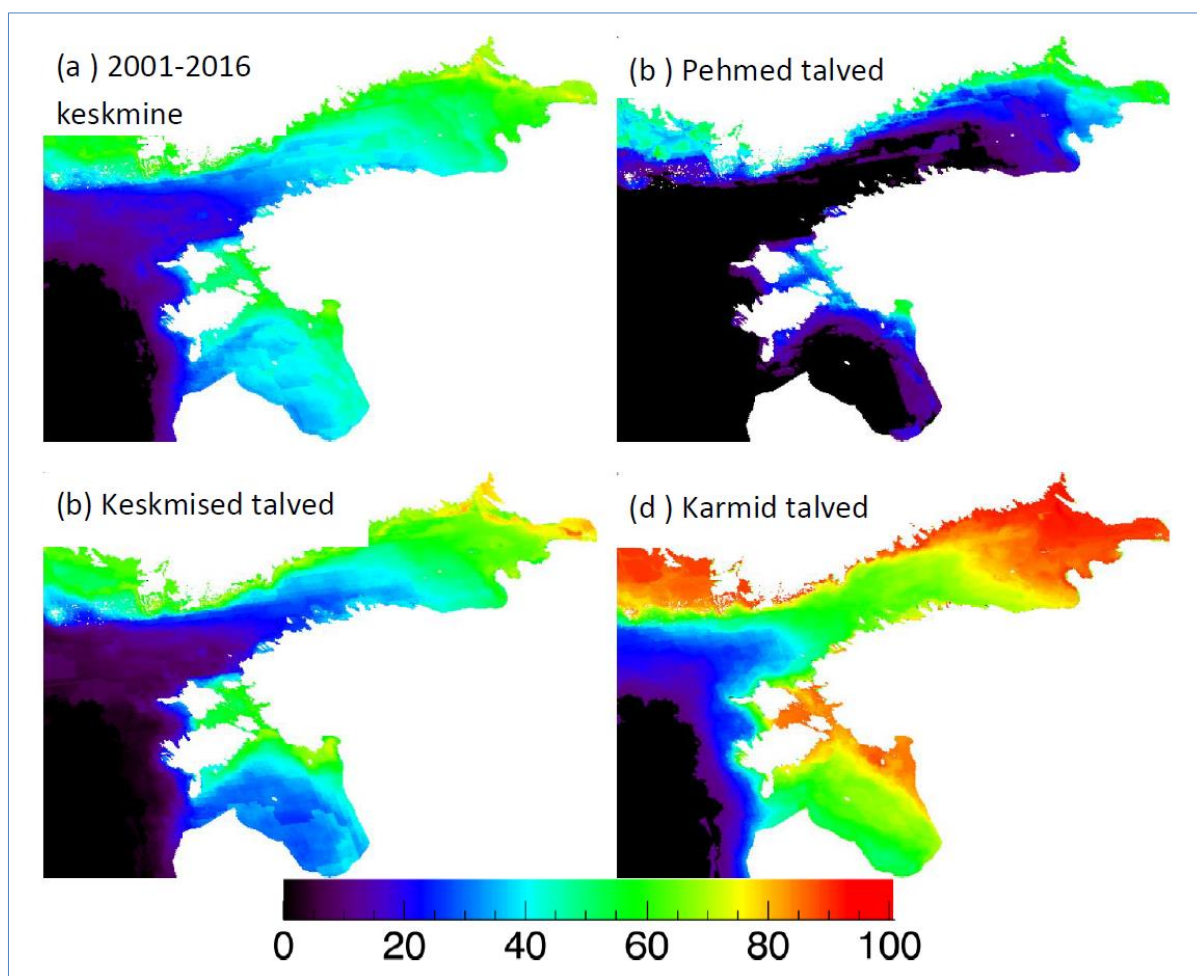 (a ) 2001-2016
keskmine
(b ) Pehmed talved
(b) Keskmised talved
(d ) Karmid talved
0 20 40 60 80 100